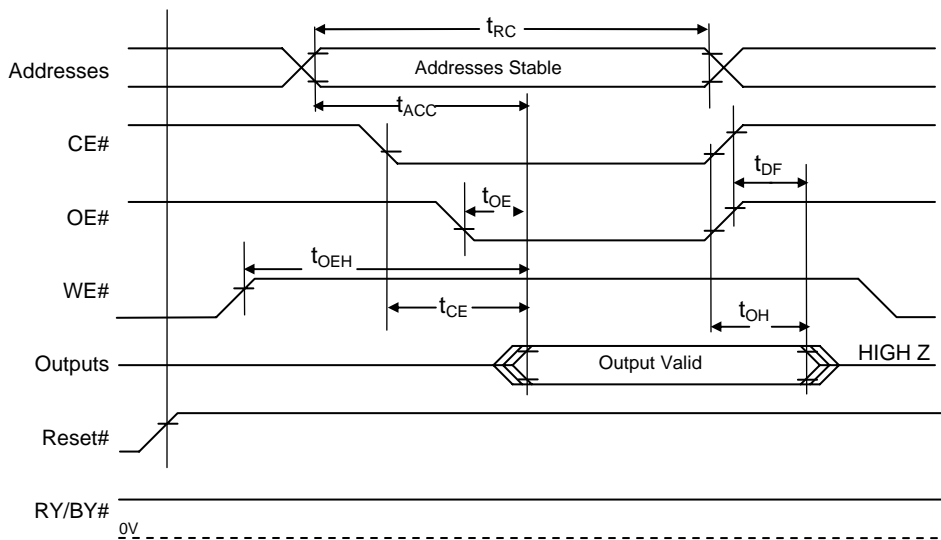 tRC
Addresses
Addresses Stable
tACC
CE#
tDF
OE#
tOE
tOEH
WE#
tCE
tOH
Outputs
Output Valid
HIGH Z
Reset#
RY/BY#
0V